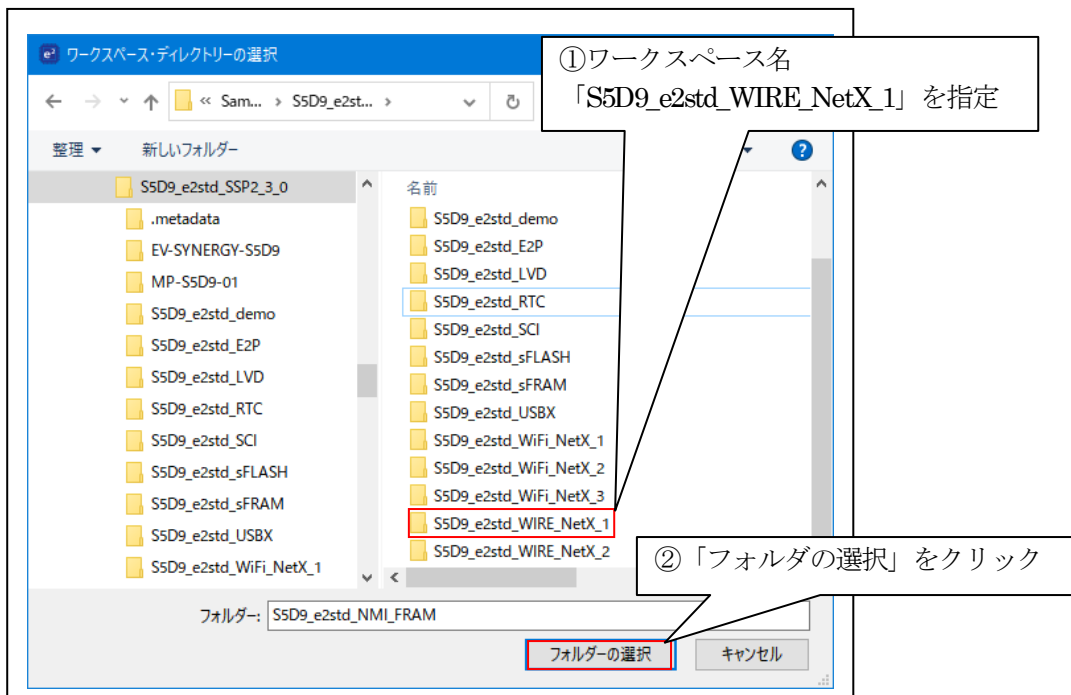 ワークスペース・ディレクトリーの選択
①ワークスペース名
「S5D9_e2std_WIRE_NetX_1」を指定
« Sam... › S5D9_e2st... ›
整理 新しいフォルダー
S5D9_e2std_SSP2_3_0
.metadata
EV-SYNERGY-S5D9
MP-S5D9-01
S5D9_e2std_demo
S5D9_e2std_E2P
S5D9_e2std_LVD
S5D9_e2std_RTC
S5D9_e2std_SCI
S5D9_e2std_sFLASH
S5D9_e2std_sFRAM
S5D9_e2std_USBX
S5D9_e2std_WiFi_NetX_1
名前
S5D9_e2std_demo
S5D9_e2std_E2P
S5D9_e2std_LVD
S5D9_e2std_RTC
S5D9_e2std_SCI
S5D9_e2std_sFLASH
S5D9_e2std_sFRAM
S5D9_e2std_USBX
S5D9_e2std_WiFi_NetX_1
S5D9_e2std_WiFi_NetX_2
S5D9_e2std_WiFi_NetX_3
S5D9_e2std_WIRE_NetX_1
S5D9_e2std_WIRE_NetX_2
②「フォルダの選択」をクリック
フォルダー: S5D9_e2std_NMI_FRAM
フォルダーの選択 キャンセル